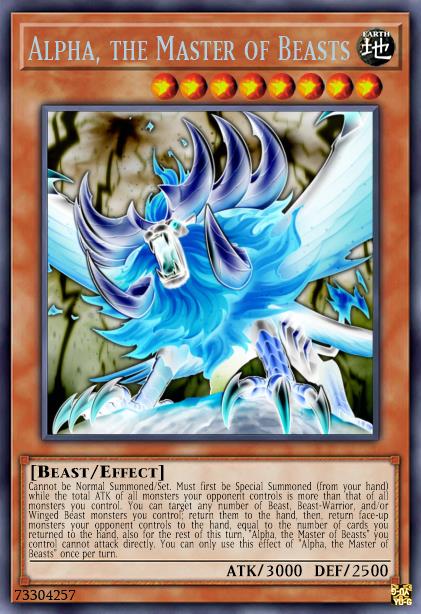 ALPHA, THE MASTER OF BEASTS
EARTH
地
[BEAST/EFFECT]
Cannot be Normal Summoned/Set. Must first be Special Summoned (from your hand)
while the total ATK of all monsters your opponent controls is more than that of all
monsters you control. You can target any number of Beast, Beast-Warrior, and/or
Winged Beast monsters you control; return them to the hand, then, return face-up
monsters your opponent controls to the hand, equal to the number of cards you
returned to the hand, also for the rest of this turn, "Alpha, the Master of Beasts" you
control cannot attack directly. You can only use this effect of "Alpha, the Master of
Beasts" once per turn.
ATK/3000 DEF/2500
73304257